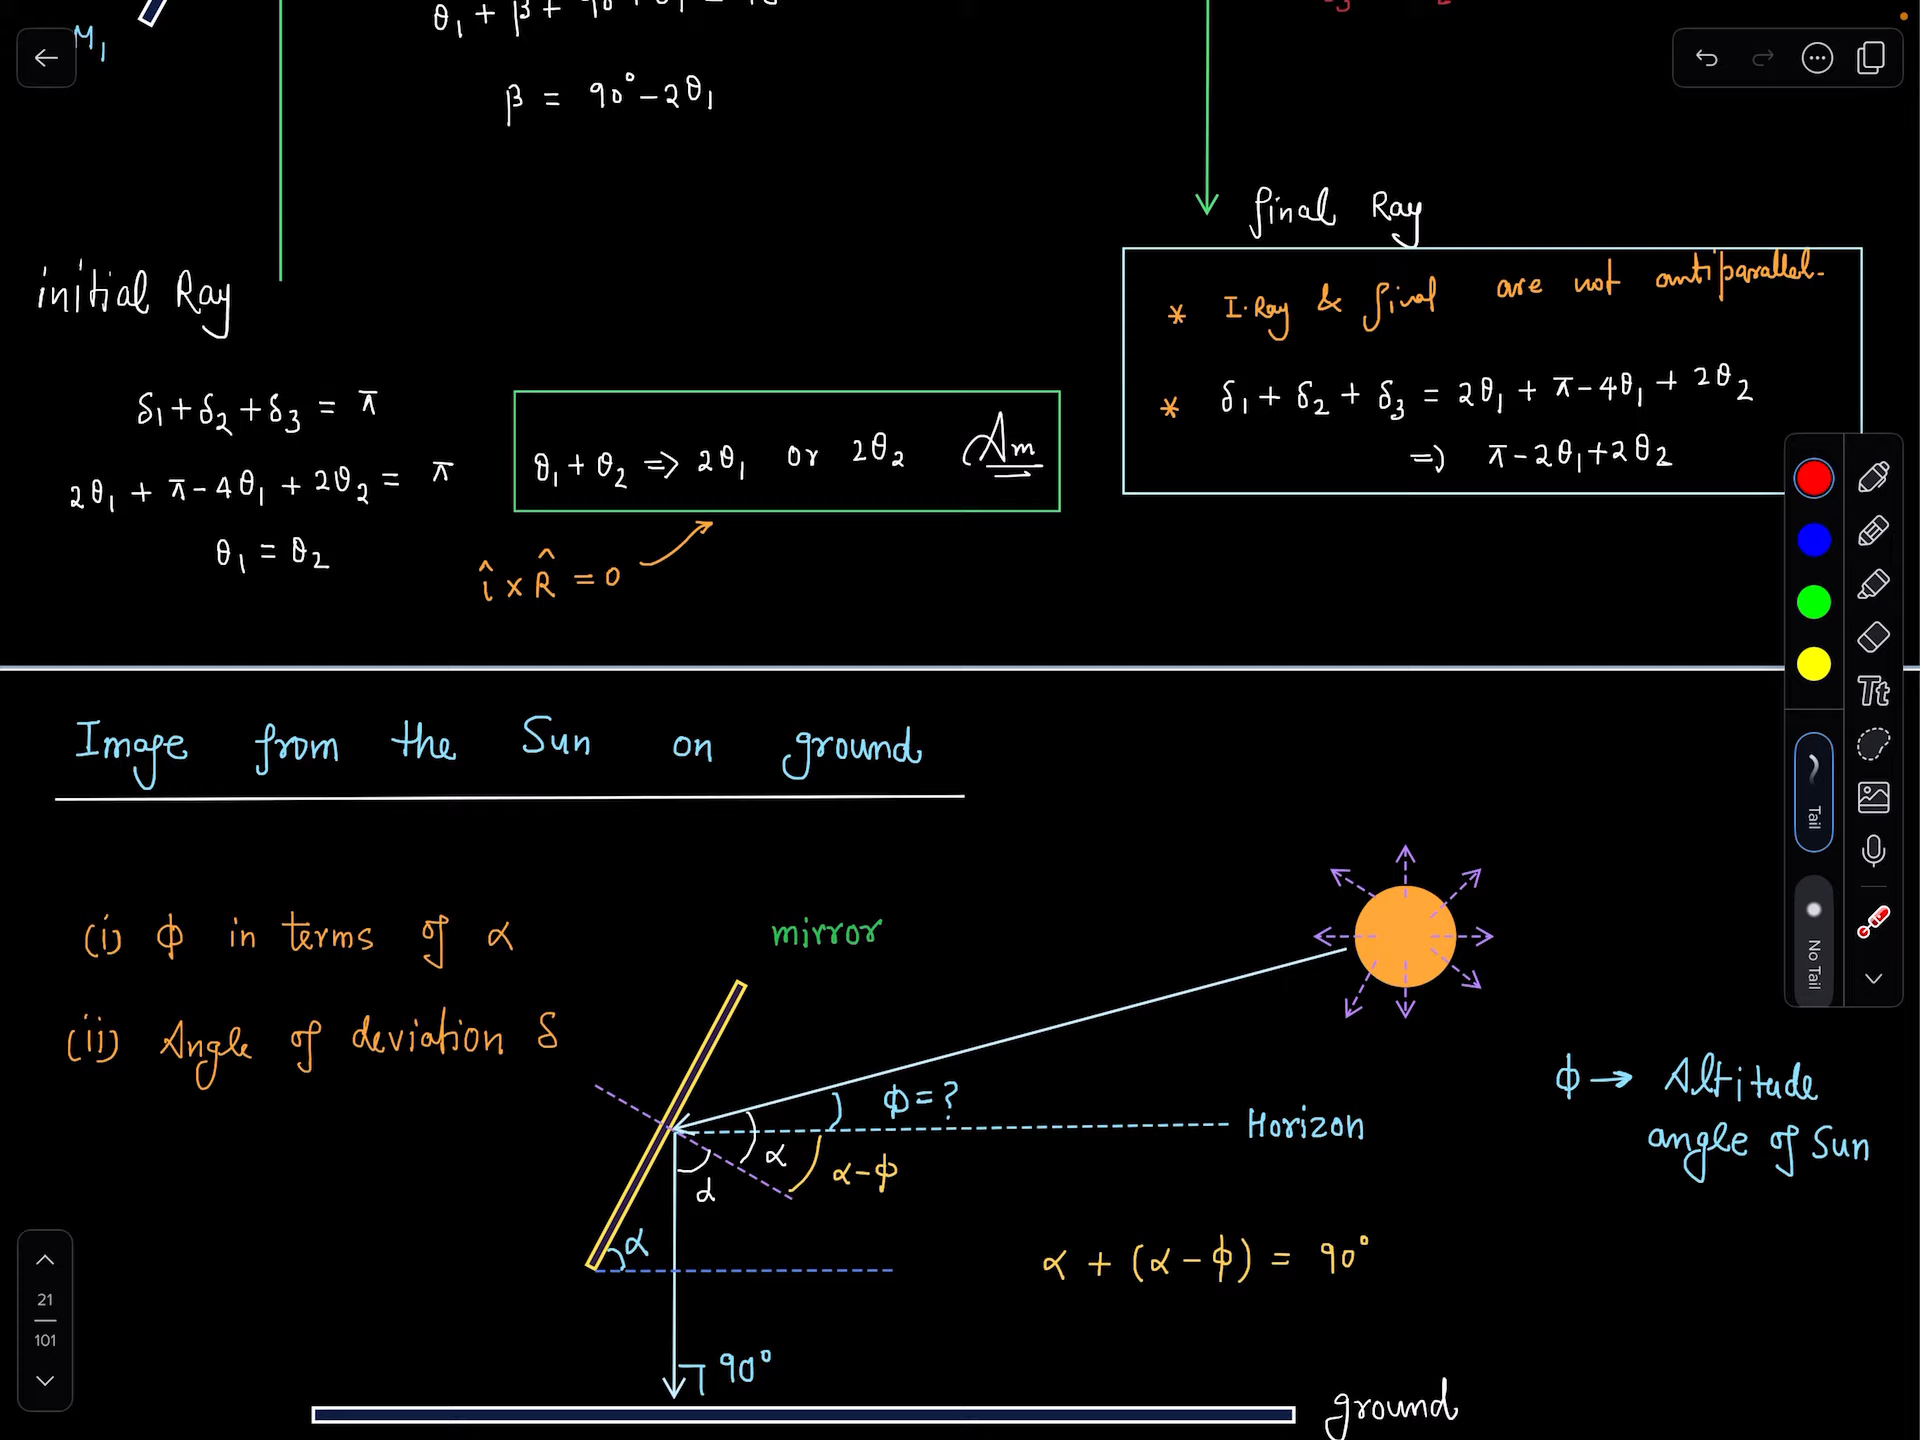 M₁
β = 90° - 2θ₁
final Ray
initial Ray
* I.Ray & final are not antiparallel.
* δ₁ + δ₂ + δ₃ = 2θ₁ + π - 4θ₁ + 2θ₂
=> π - 2θ₁ + 2θ₂
δ₁ + δ₂ + δ₃ = π
2θ₁ + π - 4θ₁ + 2θ₂ = π
θ₁ = θ₂
θ₁ + θ₂ => 2θ₁ or 2θ₂ Am
î × R̂ = 0
Image from the Sun on ground
(i) ϕ in terms of α
(ii) Angle of deviation δ
mirror
ϕ = ?
Horizon
α
α - ϕ
α
α
ϕ → Altitude
angle of Sun
α + (α - ϕ) = 90°
90°
ground
21
101
Tt
Tail
No Tail